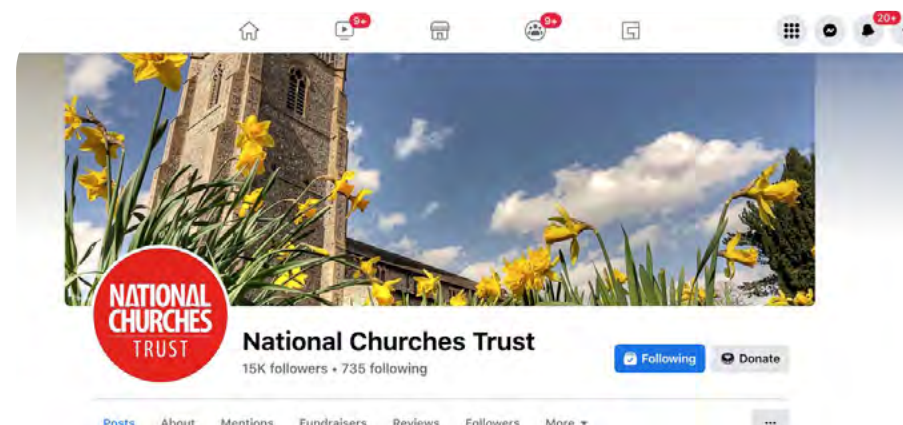 9+
9+
20+
NATIONAL
CHURCHES
TRUST
National Churches Trust
15K followers • 735 following
Following
Donate
Posts About Mentions Fundraisers Reviews Followers More